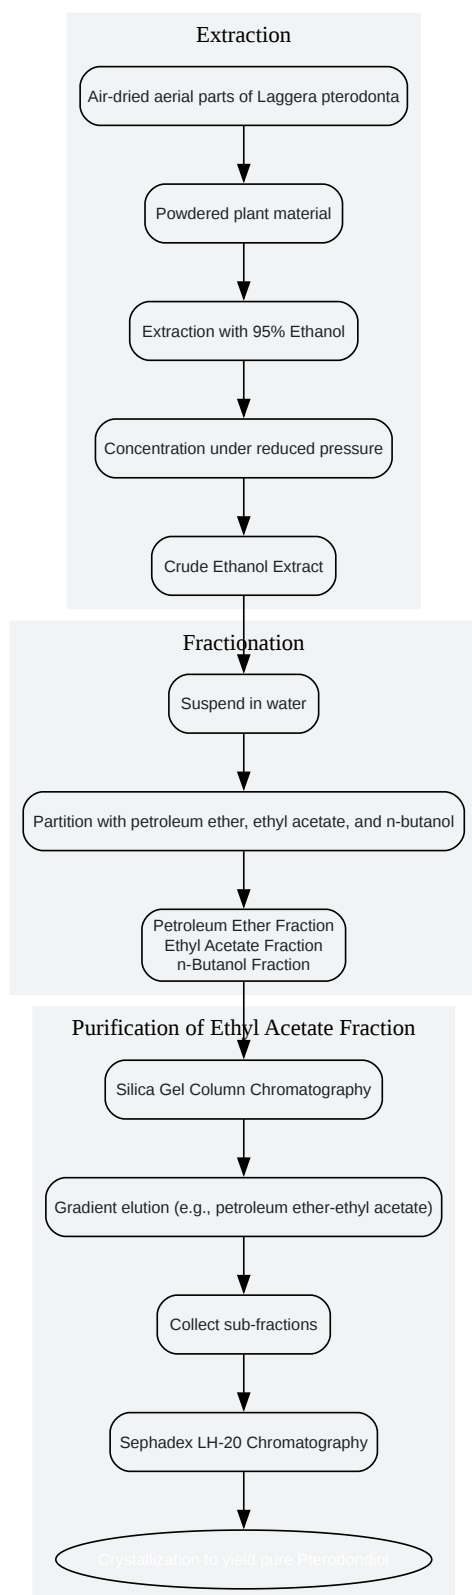 Extraction
Air-dried aerial parts of Laggera pterodonta
Powdered plant material
Extraction with 95% Ethanol
Concentration under reduced pressure
Crude Ethanol Extract
Fractionation
Suspend in water
Partition with petroleum ether, ethyl acetate, and n-butanol
Petroleum Ether Fraction
Ethyl Acetate Fraction
n-Butanol Fraction
Purification of Ethyl Acetate Fraction
Silica Gel Column Chromatography
Gradient elution (e.g., petroleum ether-ethyl acetate)
Collect sub-fractions
Sephadex LH-20 Chromatography
Crystallization to yield pure Pterodondiol